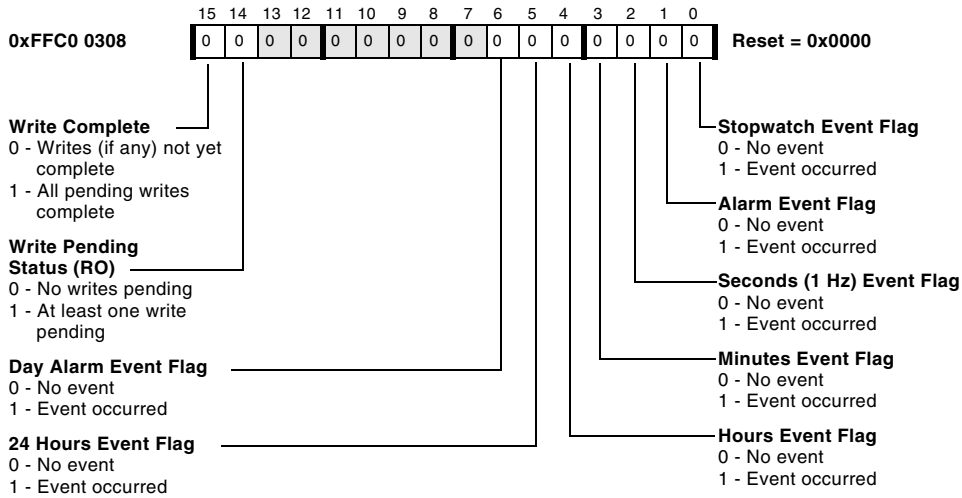 15 14 13 12 11 10 9 8 7 6 5 4 3 2 1 0
0xFFC0 0308
0 0 0 0 0 0 0 0 0 0 0 0 0 0 0 0
Reset = 0x0000
Write Complete
0 - Writes (if any) not yet
complete
1 - All pending writes
complete
Write Pending
Status (RO)
0 - No writes pending
1 - At least one write
pending
Day Alarm Event Flag
0 - No event
1 - Event occurred
24 Hours Event Flag
0 - No event
1 - Event occurred
Stopwatch Event Flag
0 - No event
1 - Event occurred
Alarm Event Flag
0 - No event
1 - Event occurred
Seconds (1 Hz) Event Flag
0 - No event
1 - Event occurred
Minutes Event Flag
0 - No event
1 - Event occurred
Hours Event Flag
0 - No event
1 - Event occurred